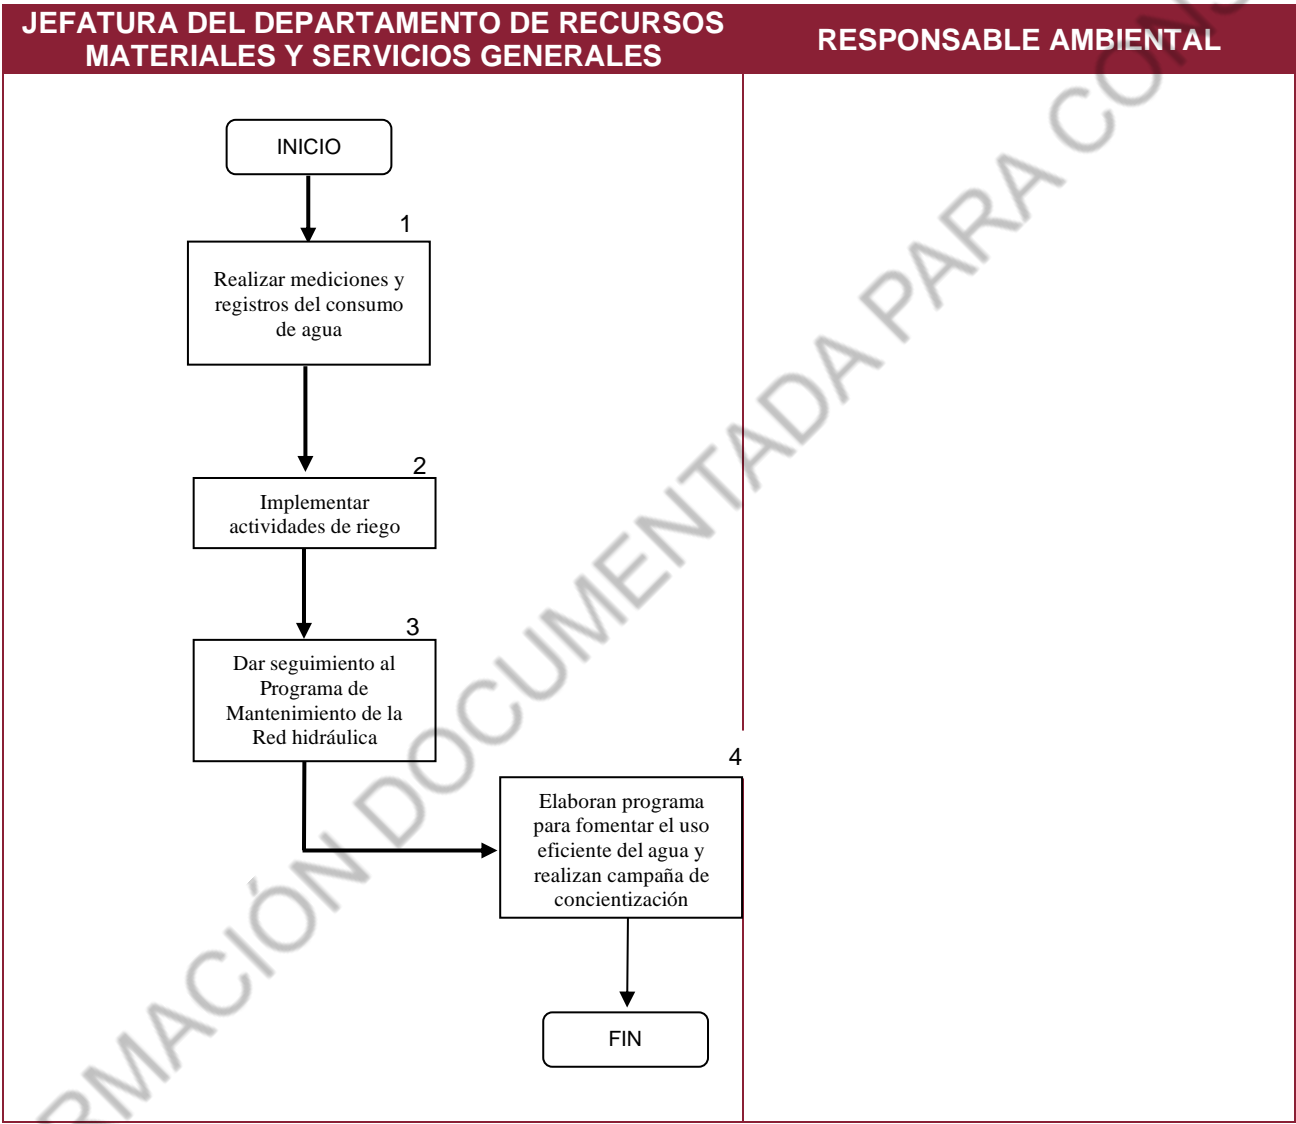 JEFATURA DEL DEPARTAMENTO DE RECURSOS
MATERIALES Y SERVICIOS GENERALES
RESPONSABLE AMBIENTAL
INICIO
1
Realizar mediciones y
registros del consumo
de agua
2
Implementar
actividades de riego
3
Dar seguimiento al
Programa de
Mantenimiento de la
Red hidráulica
4
Elaboran programa
para fomentar el uso
eficiente del agua y
realizan campaña de
concientización
FIN
RMACIÓN DOCUMENTADA PARA CONS